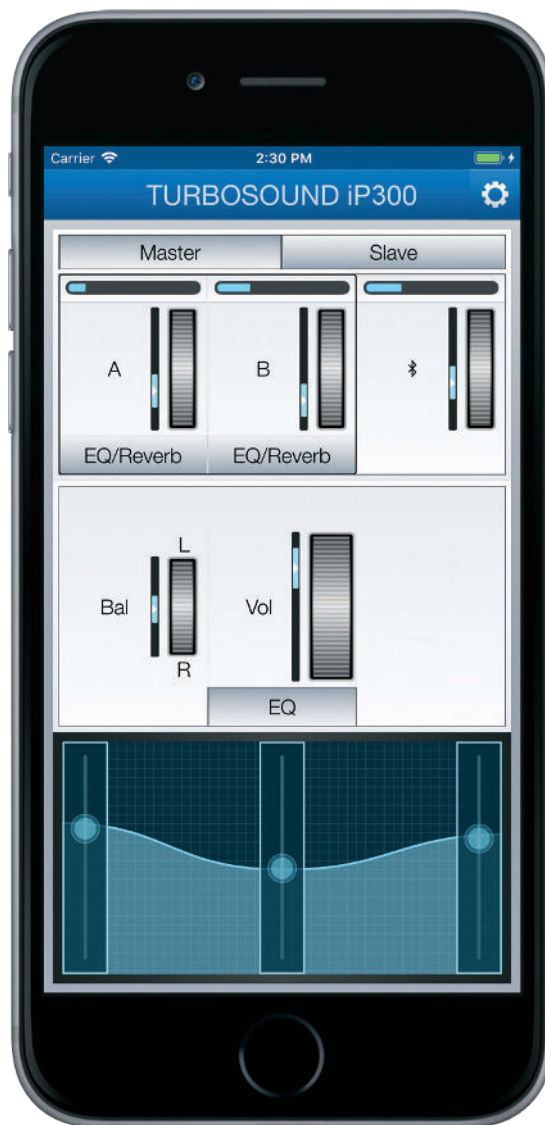 Carrier 2:30 PM
TURBOSOUND iP300
Master Slave
A B
EQ/Reverb EQ/Reverb
L
Bal Vol
R
EQ